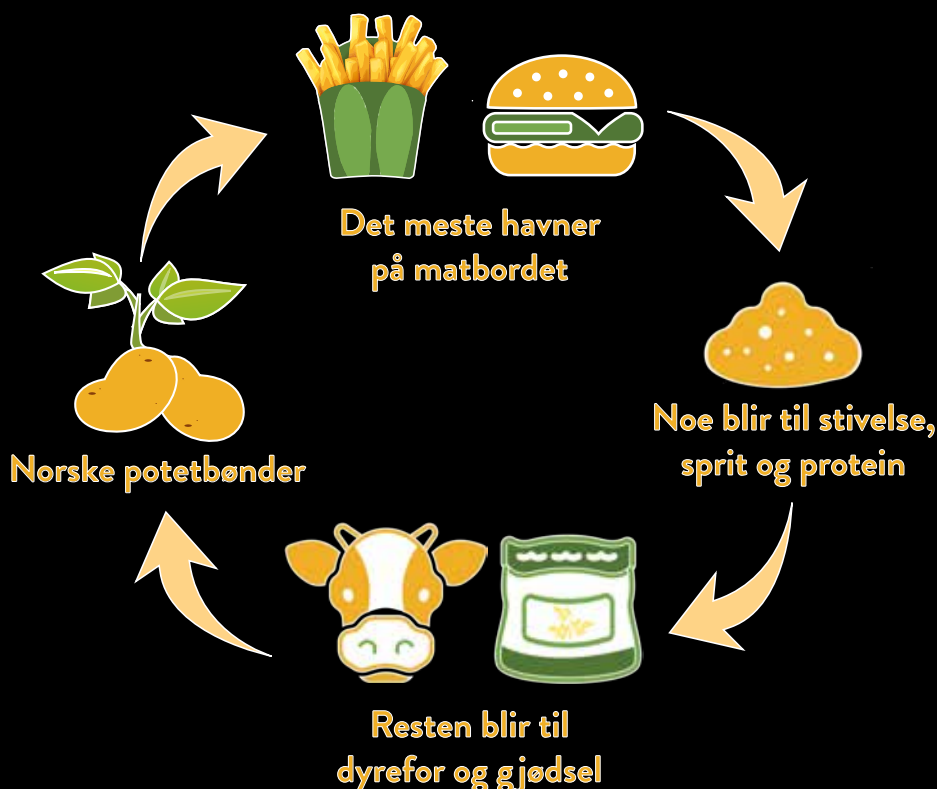 Det meste havner
på matbordet
Noe blir til stivelse,
sprit og protein
Norske potetbønder
Resten blir til
dyrefor og gjødsel